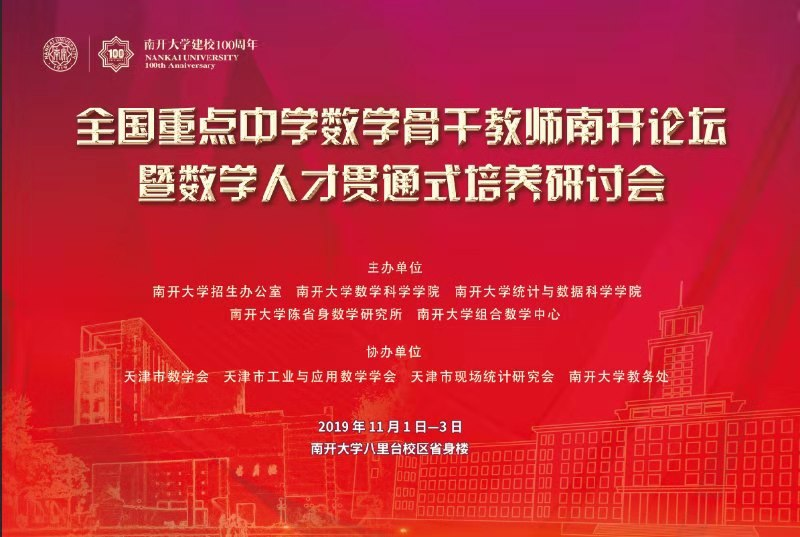 南开大学建校100周年
NANKAI UNIVERSITY
100th Anniversary
100
全国重点中学数学骨干教师南开论坛
暨数学人才贯通式培养研讨会
主办单位
南开大学招生办公室 南开大学数学科学学院 南开大学统计与数据科学学院
南开大学陈省身数学研究所 南开大学组合数学中心
协办单位
天津市数学会 天津市工业与应用数学学会 天津市现场统计研究会 南开大学教务处
2019年11月1日—3日
南开大学八里台校区省身楼